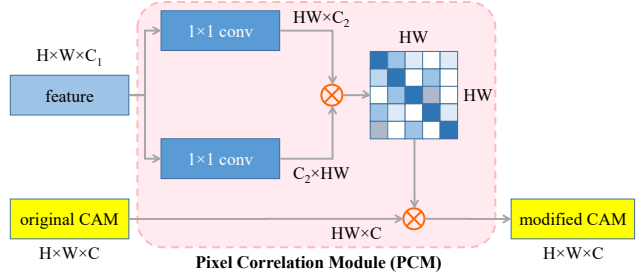 1×1 conv
HW×C₂
H×W×C₁
HW
feature
HW
1×1 conv
C₂×HW
original CAM
modified CAM
HW×C
H×W×C
H×W×C
Pixel Correlation Module (PCM)